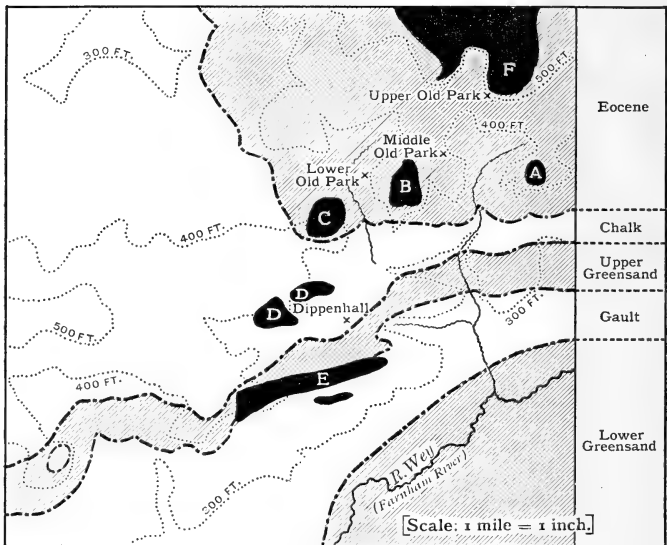 300 FT.
F
500 FT.
Upper Old Park
Eocene
400 FT.
Middle
Old Park
Lower
Old Park
A
B
C
400 FT.
Chalk
Upper
Greensand
D
D
Dippenhall
300 FT.
Gault
500 FT.
400 FT.
E
R. Wey
(Farnham River)
Lower
Greensand
300 FT.
[Scale: 1 mile = 1 inch.]